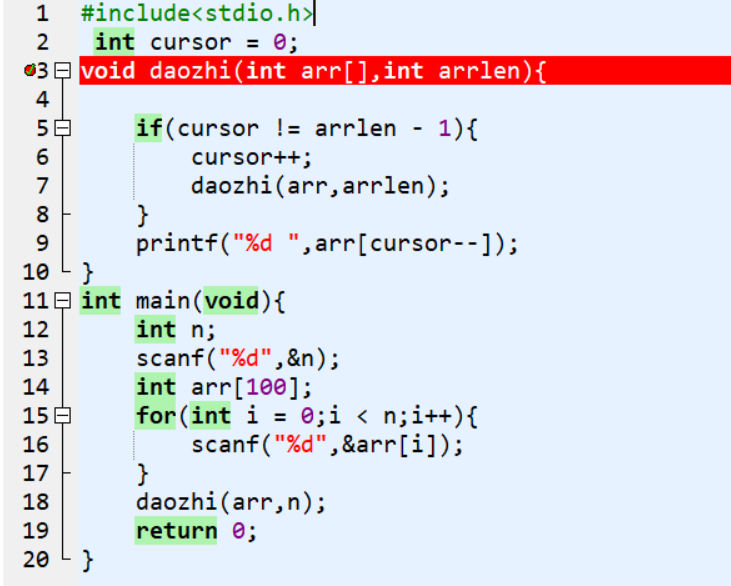 1 #include<stdio.h>
2 int cursor = 0;
3 void daozhi(int arr[],int arrlen){
4
5 if(cursor != arrlen - 1){
6 cursor++;
7 daozhi(arr,arrlen);
8 }
9 printf("%d ",arr[cursor--]);
10 }
11 int main(void){
12 int n;
13 scanf("%d",&n);
14 int arr[100];
15 for(int i = 0;i < n;i++){
16 scanf("%d",&arr[i]);
17 }
18 daozhi(arr,n);
19 return 0;
20 }